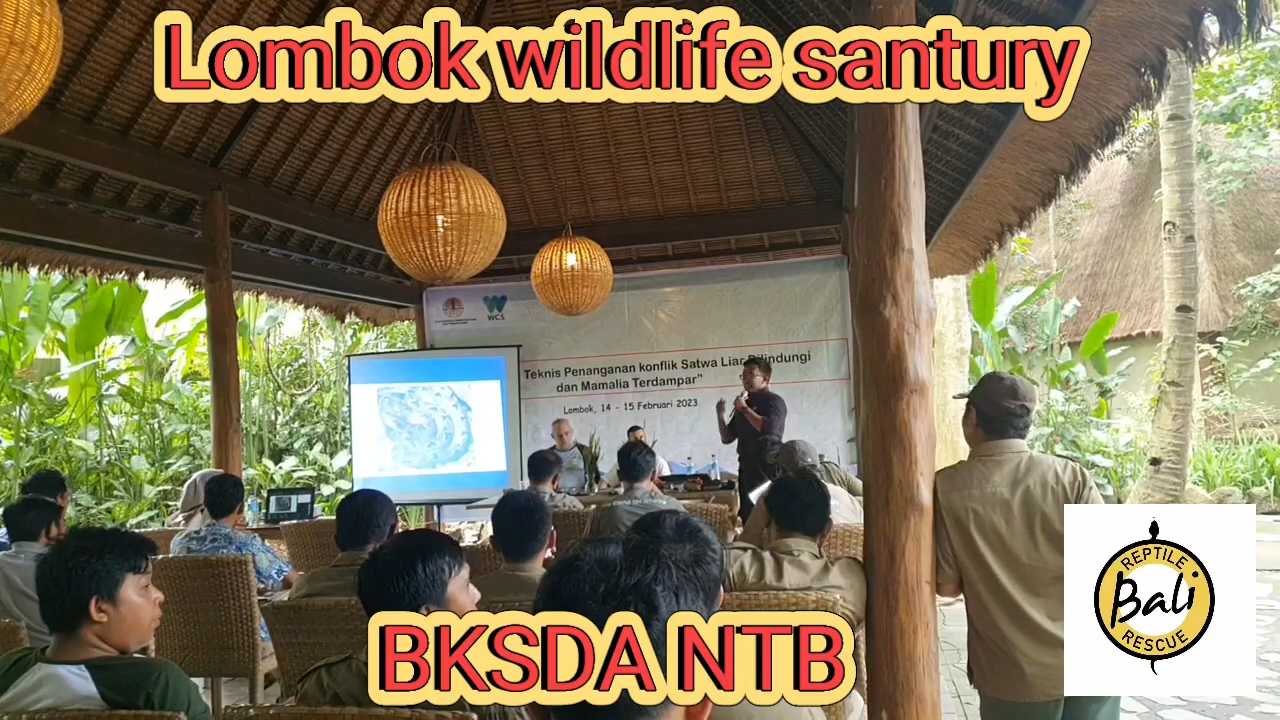 Lombok wildlife santury
WCS
Teknis Penanganan konflik Satwa Liar Dilindungi
dan Mamalia Terdampar”
Lombok, 14 - 15 Februari 2023
REPTILE
Bali
RESCUE
BKSDA NTB